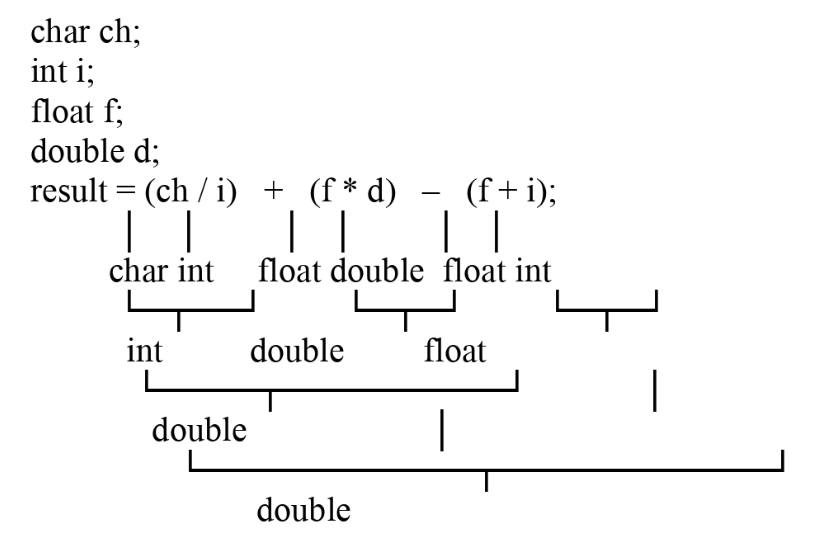 char ch;
int i;
float f;
double d;
result = (ch / i) + (f * d) – (f + i);
char int float double float int
int double float
double
double